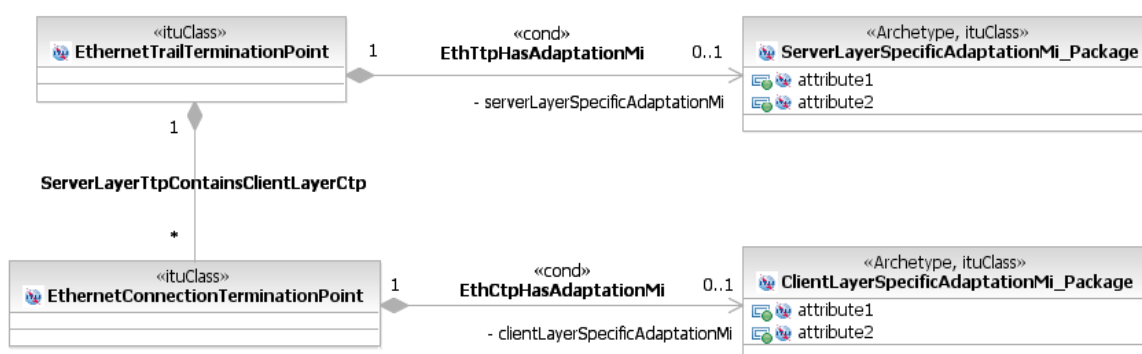 «ituClass»
EthernetTrailTerminationPoint
1
«cond»
EthTtpHasAdaptationMi
0..1
- serverLayerSpecificAdaptationMi
«Archetype, ituClass»
ServerLayerSpecificAdaptationMi_Package
attribute1
attribute2
1
ServerLayerTtpContainsClientLayerCtp
*
«ituClass»
EthernetConnectionTerminationPoint
1
«cond»
EthCtpHasAdaptationMi
0..1
- clientLayerSpecificAdaptationMi
«Archetype, ituClass»
ClientLayerSpecificAdaptationMi_Package
attribute1
attribute2